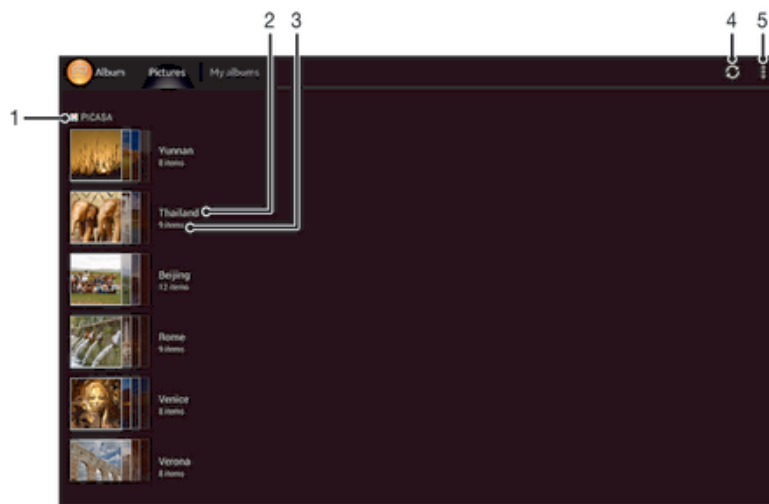 2 3 4 5
Album Pictures My albums
1 PICASA
Yunnan
8 items
Thailand
9 items
Beijing
12 items
Rome
9 items
Venice
8 items
Verona
8 items